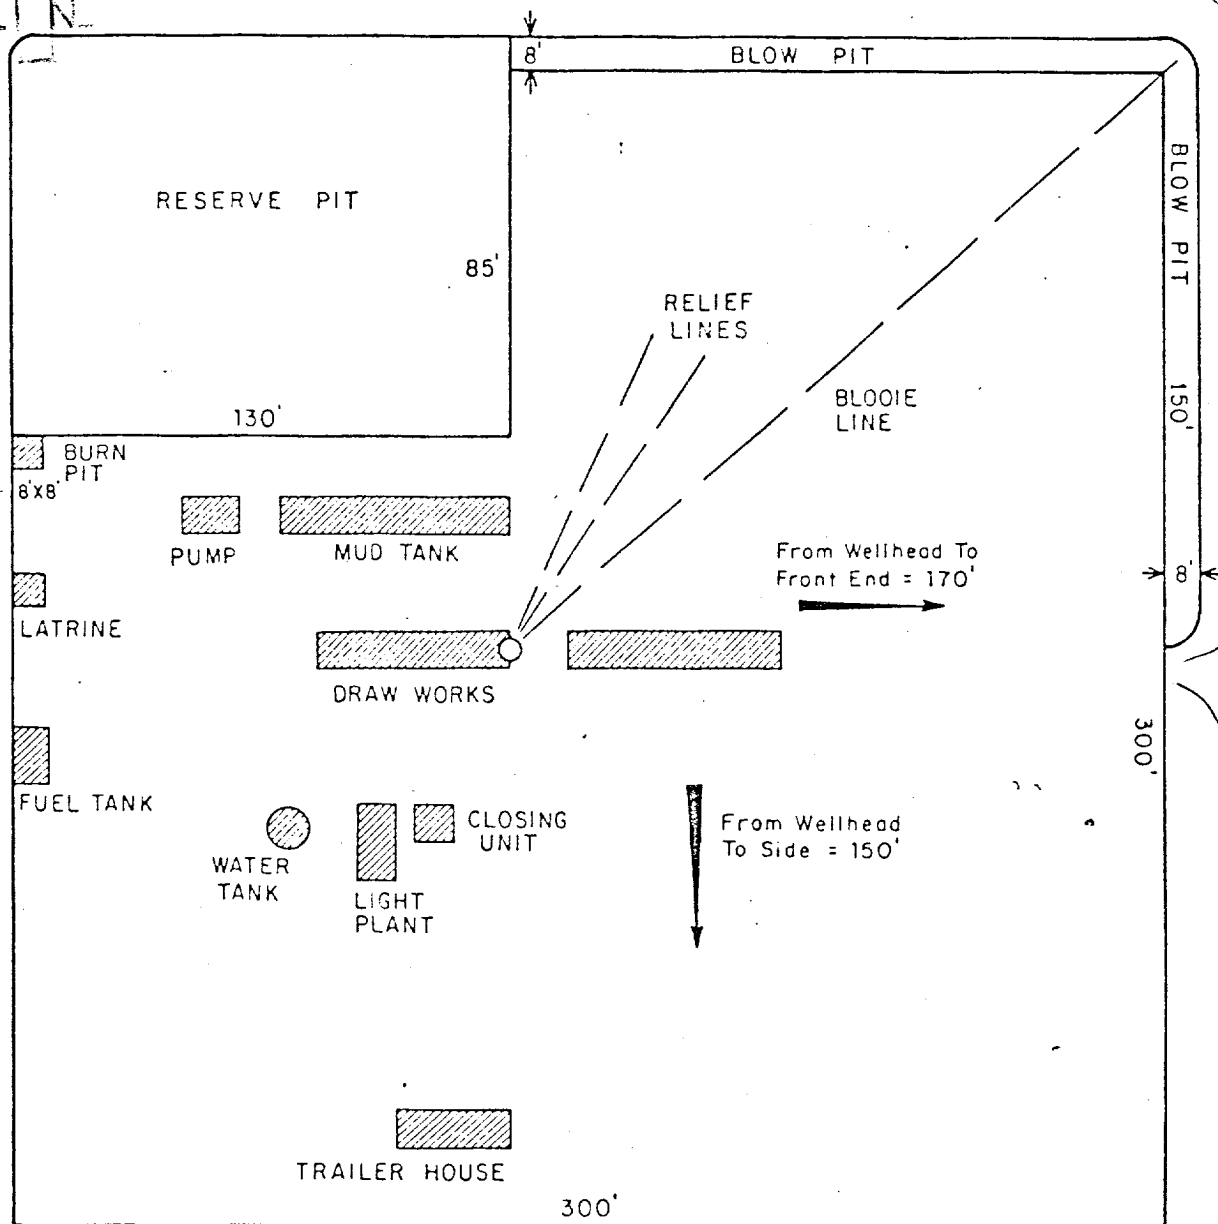 8'
BLOW PIT
RESERVE PIT
85'
130'
BLOW PIT
150'
RELIEF
LINES
BLOOIE
LINE
BURN
PIT
8'X8'
PUMP
MUD TANK
From Wellhead To
Front End = 170'
8'
LATRINE
DRAW WORKS
300'
FUEL TANK
WATER
TANK
LIGHT
PLANT
CLOSING
UNIT
From Wellhead
To Side = 150'
TRAILER HOUSE
300'